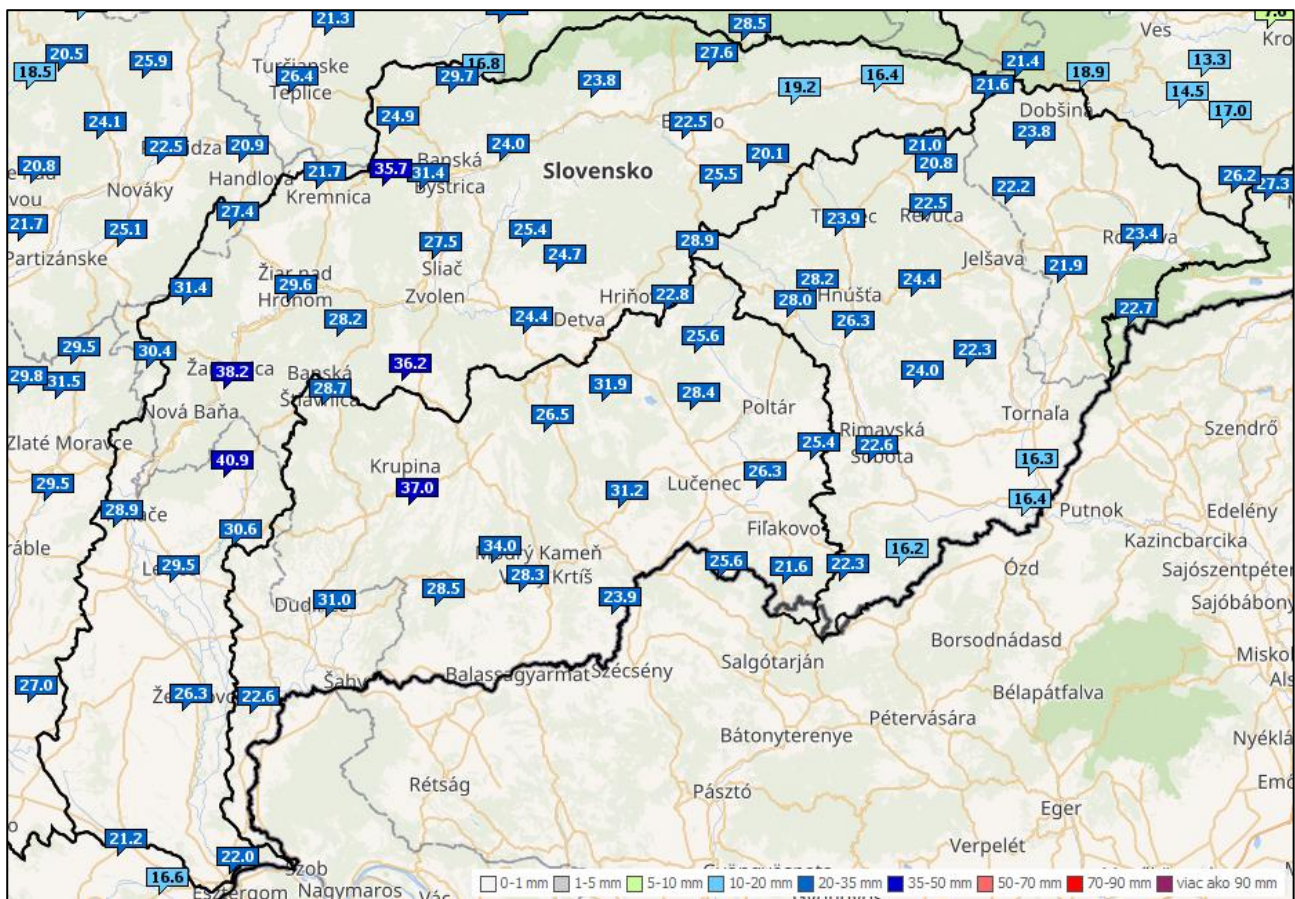 21.3
28.5
7.6
Ves
Kro
20.5
25.9
27.6
21.4
13.3
18.5
Turčianske
Teplice
26.4
16.8
29.7
23.8
19.2
16.4
21.6
18.9
14.5
17.0
Dobšiná
24.1
24.9
22.5
23.8
22.5
20.9
24.0
20.1
21.0
20.8
20.8
Nováky
Handlová
21.7
Kremnica
35.7
31.4
Banská
Bystrica
Slovensko
25.5
22.2
26.2
27.3
21.7
25.1
27.4
25.4
23.9
22.5
Revúca
Partizánske
27.5
Sliač
24.7
28.9
Jelšava
21.9
23.4
31.4
Žiar nad
Hronom
29.6
Zvolen
22.8
28.2
28.0
Hnúšťa
24.4
22.7
28.2
24.4
Detva
25.6
26.3
29.5
30.4
36.2
22.3
29.8
31.5
38.2
Banská
28.7
31.9
28.4
24.0
Nová Baňa
26.5
Poltár
Tornaľa
Zlaté Moravce
25.4
Rimavská
Sobota
22.6
Szendrő
40.9
Krupina
37.0
26.3
16.3
29.5
31.2
Lučenec
16.4
Putnok
Edelény
28.9
30.6
Fiľakovo
Kazincbarcika
34.0
Modrý Kameň
16.2
29.5
28.3
25.6
21.6
22.3
Ózd
Sajószentpéter
28.5
23.9
31.0
Sajóbábony
Borsodnádasd
Balassagyarmat
Szécsény
Salgótarján
Miskol
27.0
26.3
22.6
Bélapátfalva
Pétervására
Bátonyterenye
Nyéklá
Rétság
Pásztó
Eger
21.2
Verpelét
22.0
Szob
16.6
Esztergom
Nagymaros
0-1 mm 1-5 mm 5-10 mm 10-20 mm 20-35 mm 35-50 mm 50-70 mm 70-90 mm viac ako 90 mm